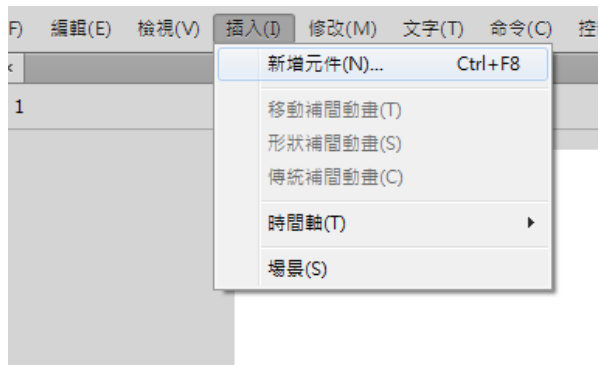 F) 編輯(E) 檢視(V) 插入(I) 修改(M) 文字(T) 命令(C) 控
×
1
新增元件(N)... Ctrl+F8
移動補間動畫(T)
形狀補間動畫(S)
傳統補間動畫(C)
時間軸(T)
場景(S)